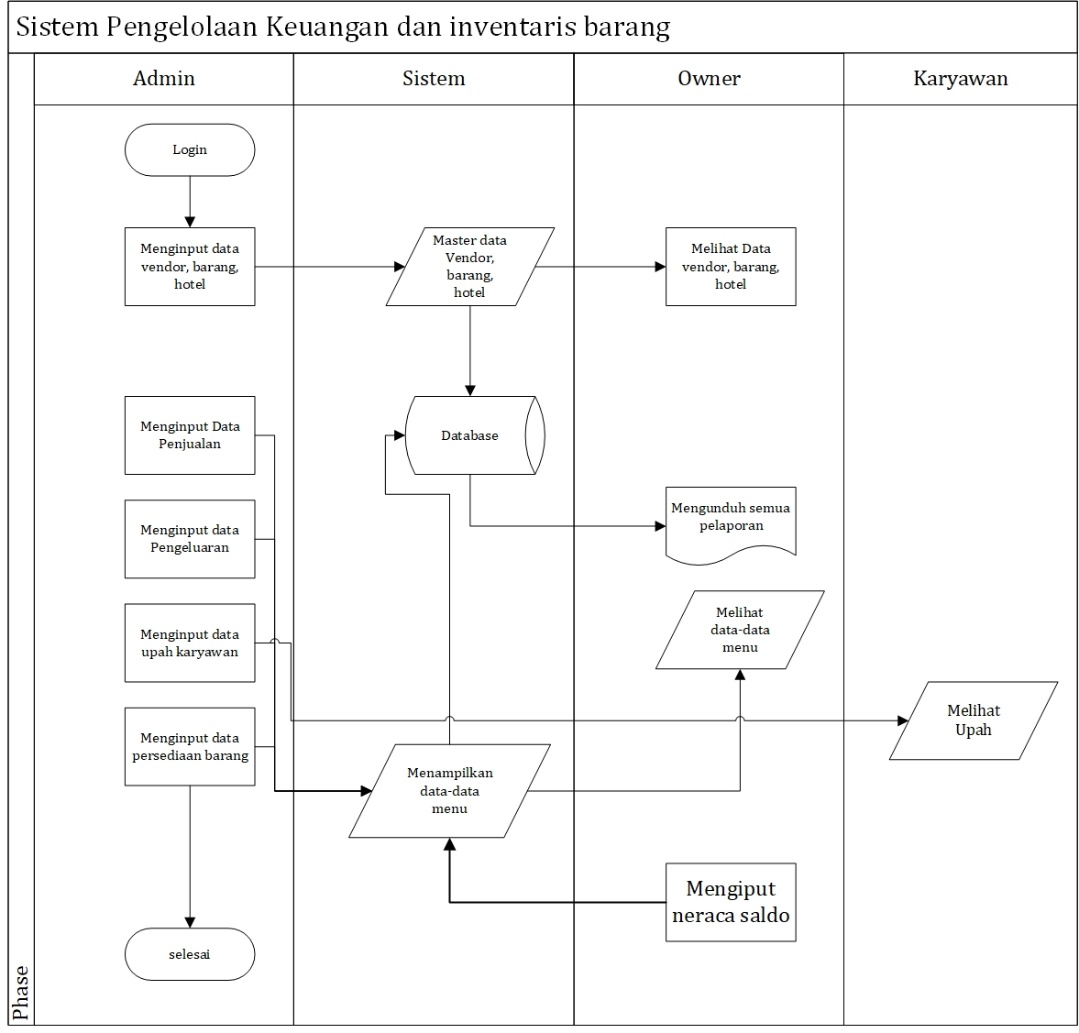 Sistem Pengelolaan Keuangan dan inventaris barang
Admin
Sistem
Owner
Karyawan
Login
Menginput data
vendor, barang,
hotel
Master data
Vendor,
barang,
hotel
Melihat Data
vendor, barang,
hotel
Menginput Data
Penjualan
Database
Menginput data
Pengeluaran
Mengunduh semua
pelaporan
Menginput data
upah karyawan
Melihat
data-data
menu
Melihat
Upah
Menginput data
persediaan barang
Menampilkan
data-data
menu
Mengiput
neraca saldo
selesai
Phase